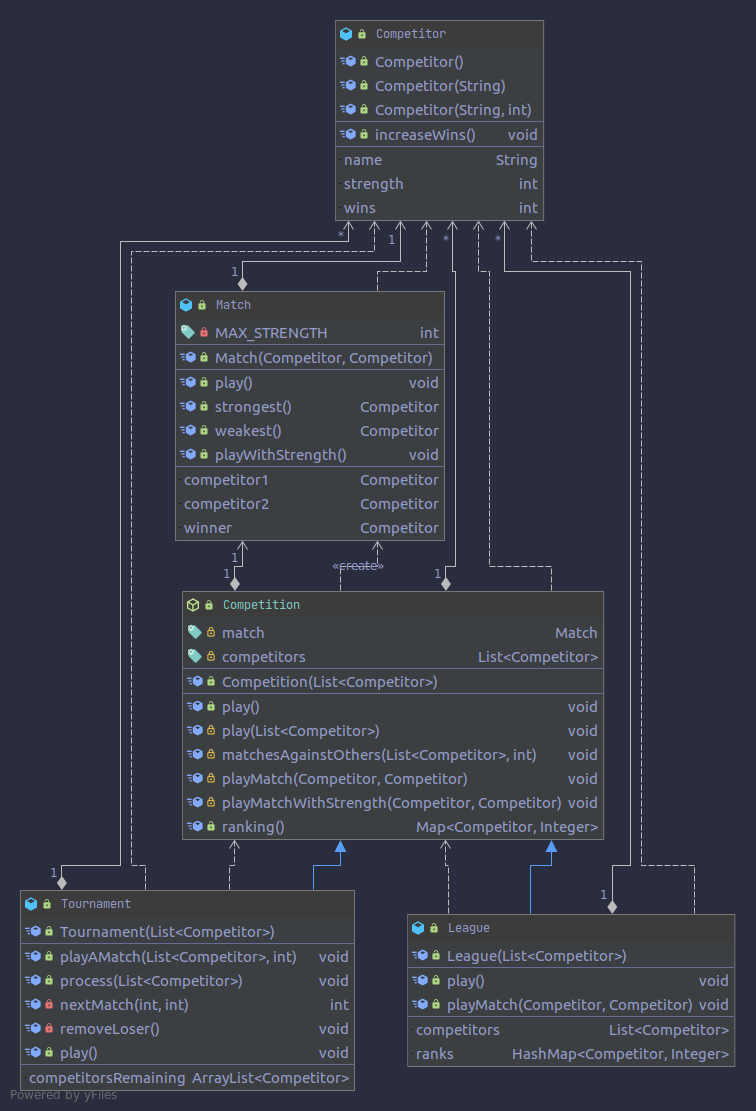 Competitor
Competitor()
Competitor(String)
Competitor(String, int)
increaseWins() void
name String
strength int
wins int
* 1 * *
1
Match
MAX_STRENGTH int
Match(Competitor, Competitor)
play() void
strongest() Competitor
weakest() Competitor
playWithStrength() void
competitor1 Competitor
competitor2 Competitor
winner Competitor
1
«create»
1 1
Competition
match Match
competitors List<Competitor>
Competition(List<Competitor>)
play() void
play(List<Competitor>) void
matchesAgainstOthers(List<Competitor>, int) void
playMatch(Competitor, Competitor) void
playMatchWithStrength(Competitor, Competitor) void
ranking() Map<Competitor, Integer>
1
Tournament
Tournament(List<Competitor>)
playAMatch(List<Competitor>, int) void
process(List<Competitor>) void
nextMatch(int, int) int
removeLoser() void
play() void
competitorsRemaining ArrayList<Competitor>
1
League
League(List<Competitor>)
play() void
playMatch(Competitor, Competitor) void
competitors List<Competitor>
ranks HashMap<Competitor, Integer>
Powered by yFiles